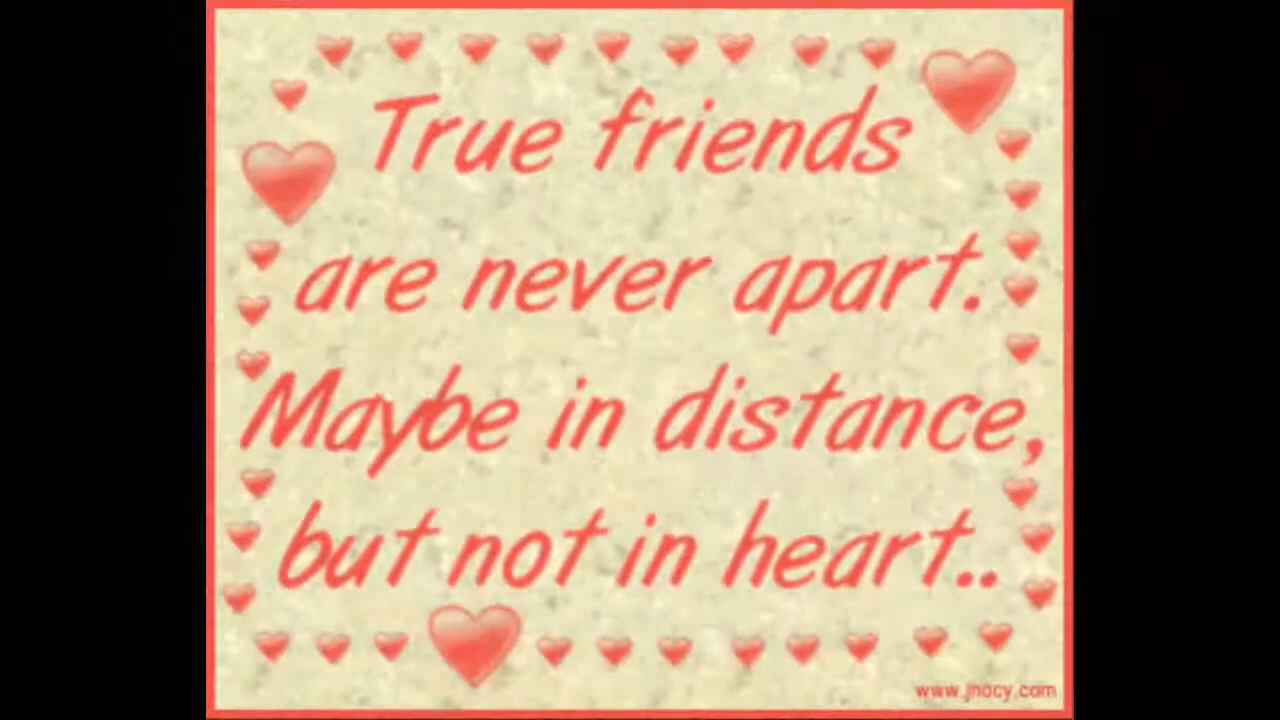 True friends
are never apart.
Maybe in distance,
but not in heart..
www.jnocy.com